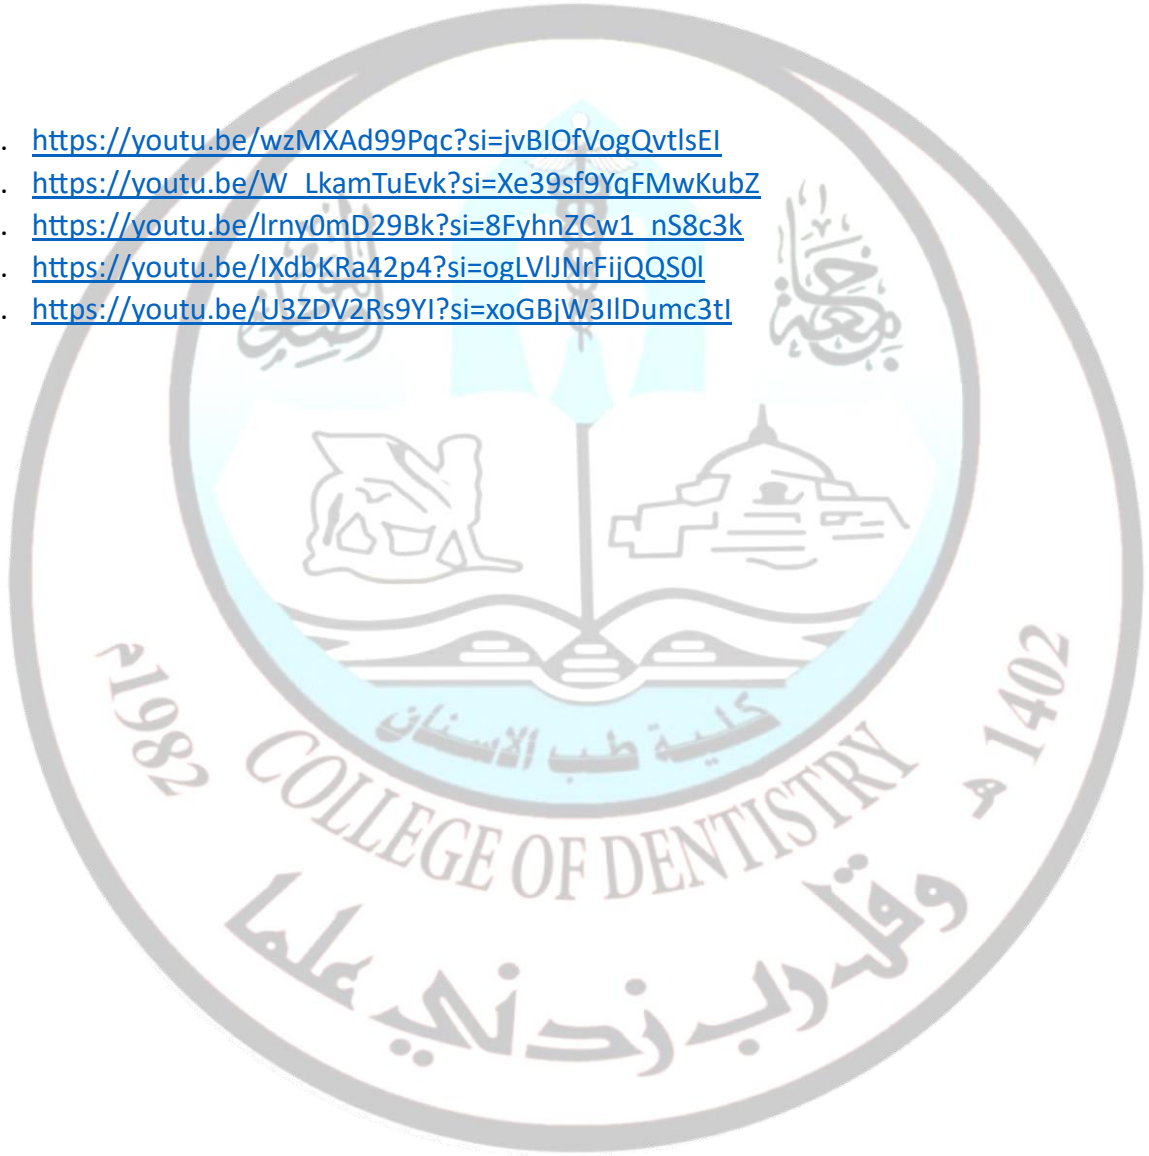 . https://youtu.be/wzMXAd99Pqc?si=jvBIOfVogQvtlsEI
. https://youtu.be/W_LkamTuEvk?si=Xe39sf9YqFMwKubZ
. https://youtu.be/lrny0mD29Bk?si=8FyhnZCw1_nS8c3k
. https://youtu.be/IXdbKRa42p4?si=ogLVlJNrFijQQS0l
. https://youtu.be/U3ZDV2Rs9YI?si=xoGBjW3IlDumc3tI
جامعة
كلية طب الاسنان
1982م
1402 ه
COLLEGE OF DENTISTRY
وقل رب زدني علما